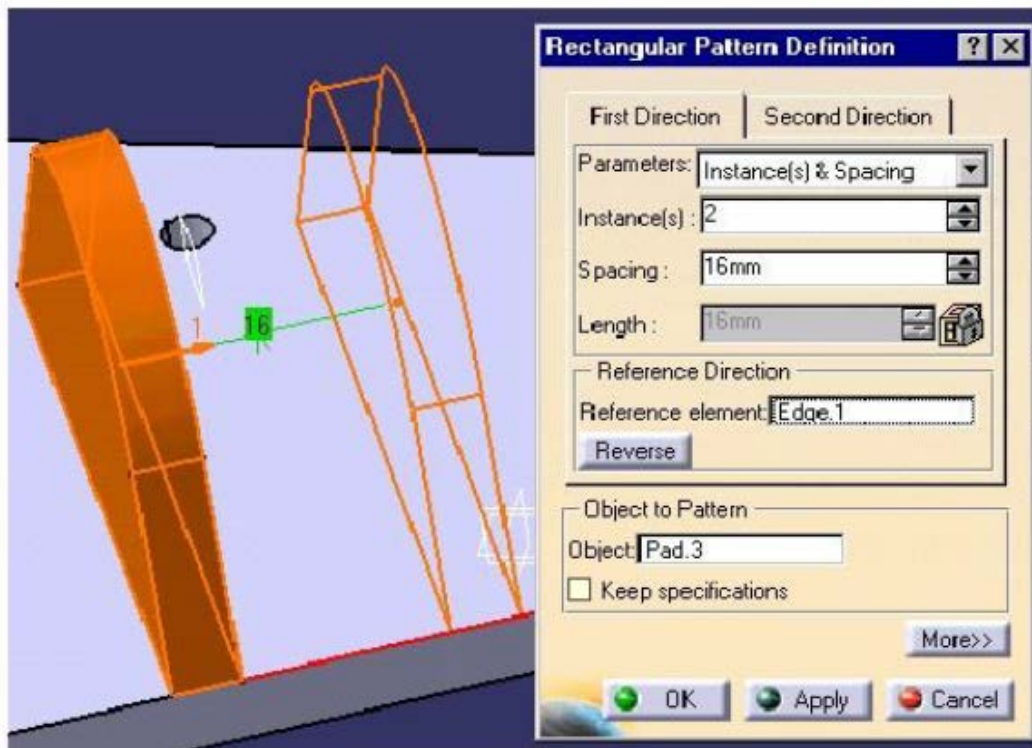 Rectangular Pattern Definition
First Direction
Second Direction
Parameters: Instance(s) & Spacing
Instance(s) : 2
Spacing : 16mm
Length : 16mm
Reference Direction
Reference element: Edge.1
Reverse
Object to Pattern
Object: Pad.3
Keep specifications
More>>
OK
Apply
Cancel
1
16